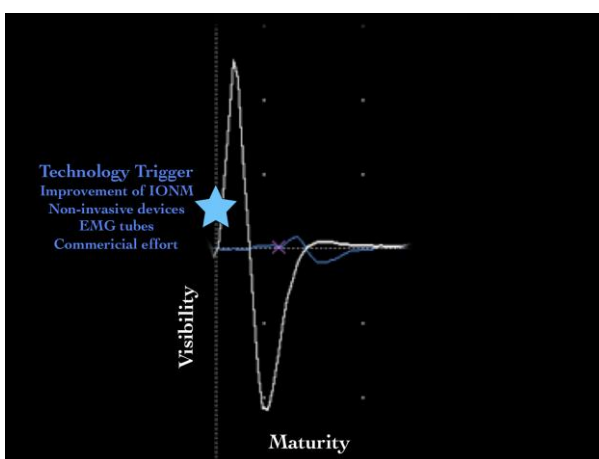 Technology Trigger
Improvement of IONM
Non-invasive devices
EMG tubes
Commericial effort
Visibility
Maturity